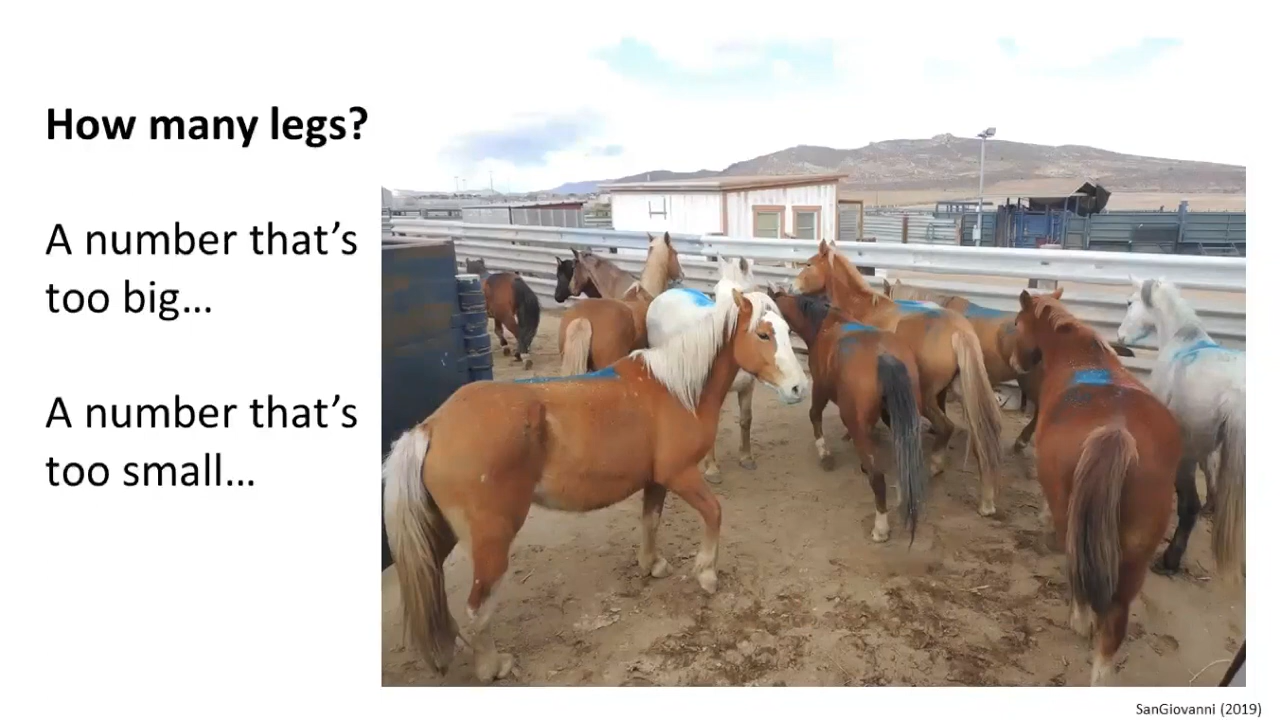 How many legs?
A number that’s
too big…
A number that’s
too small…
SanGiovanni (2019)